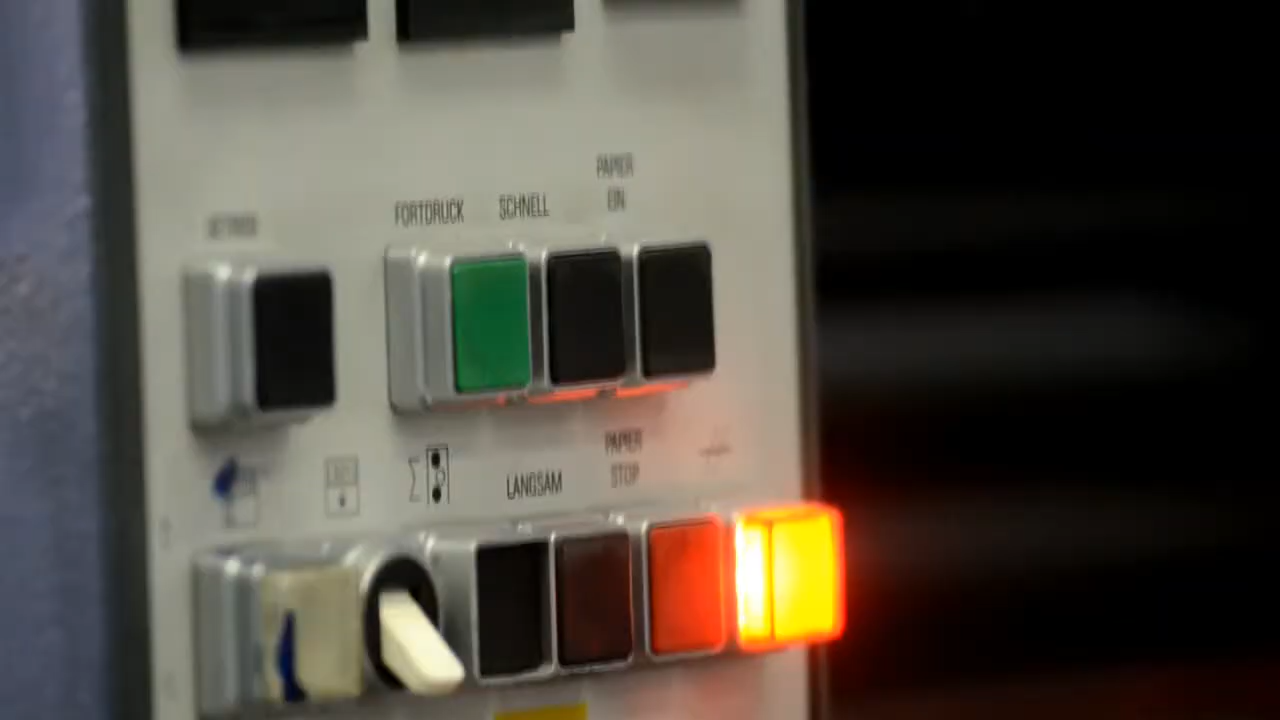 PAPIER
EIN
FORTDRUCK
SCHNELL
PAPIER
STOP
LANGSAM